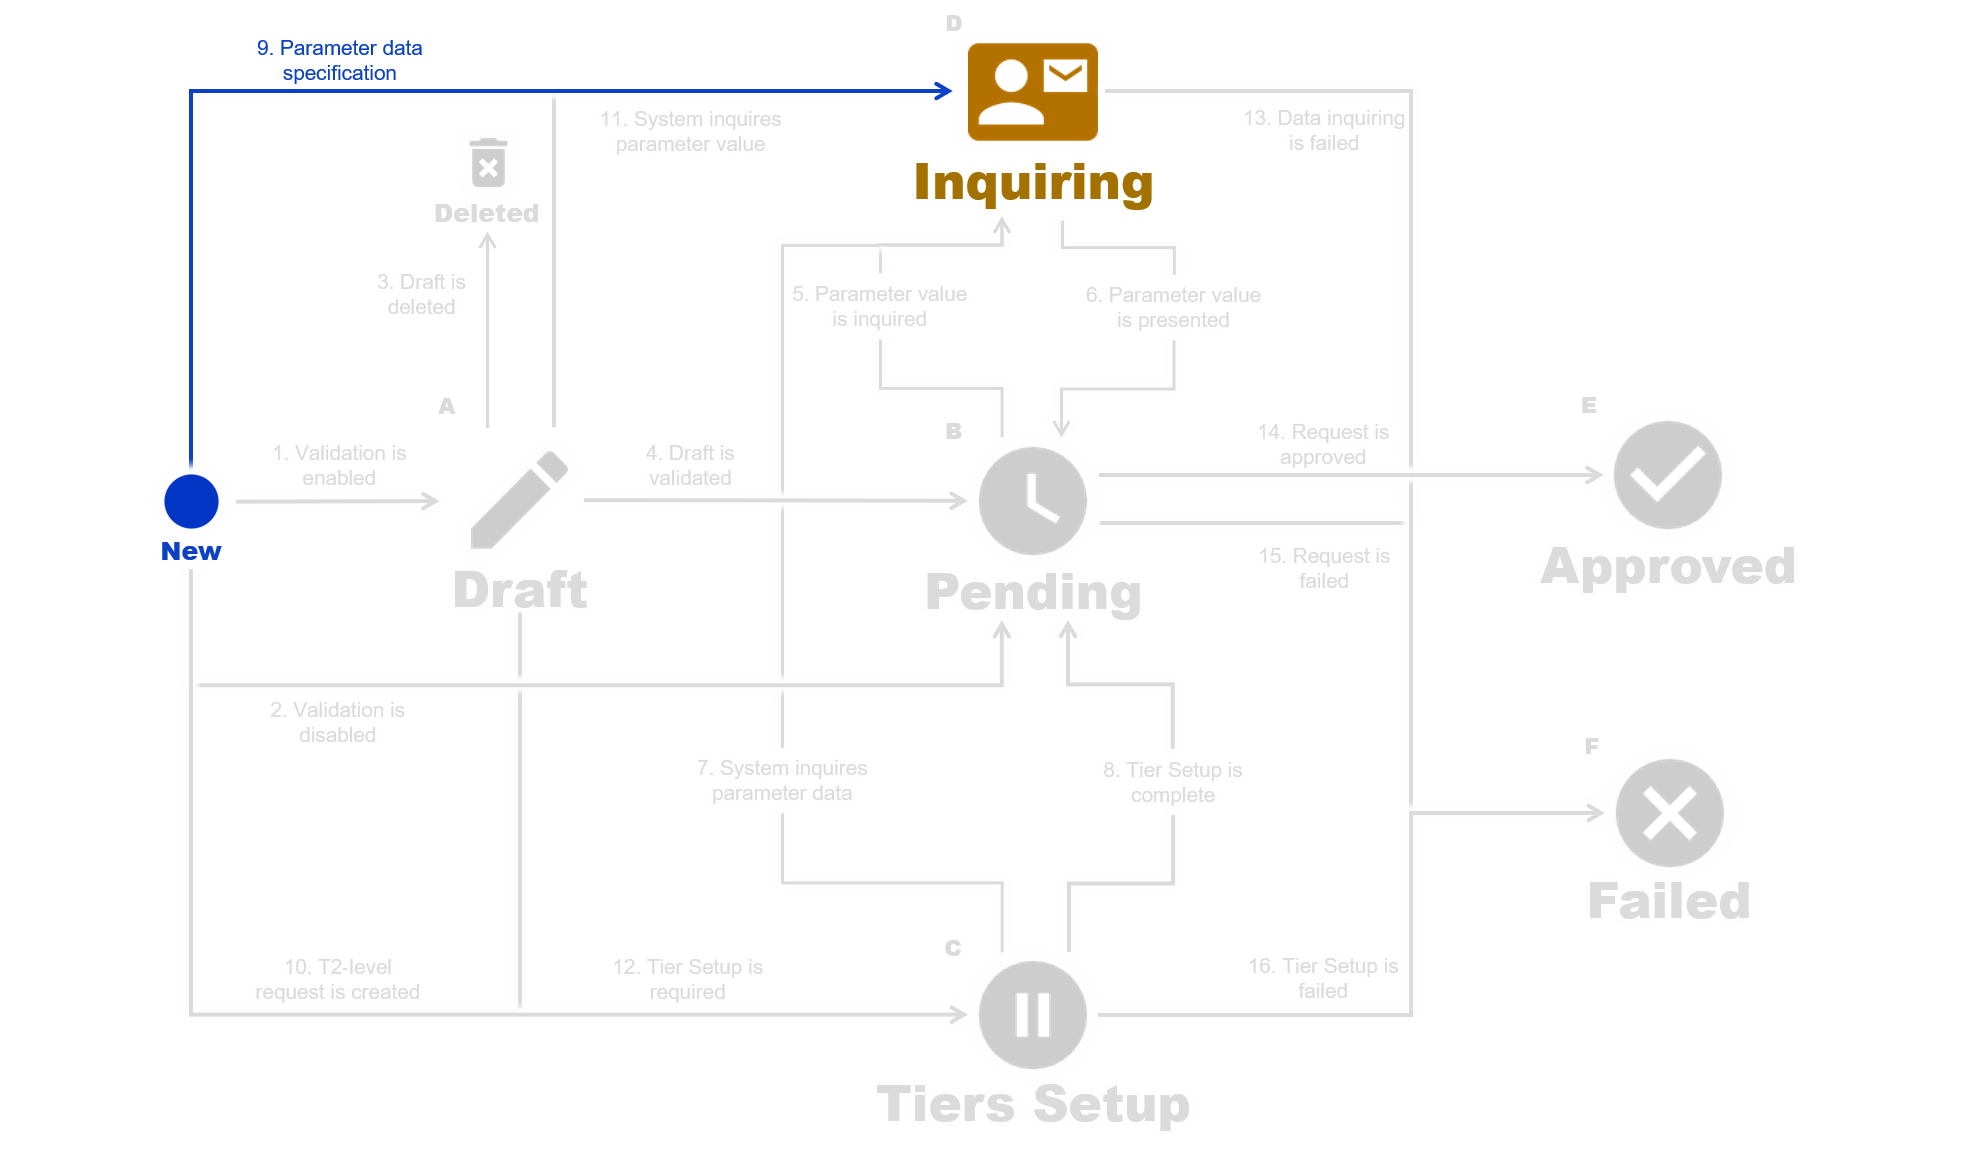 D
9. Parameter data
specification
11. System inquires
parameter value
13. Data inquiring
is failed
Inquiring
Deleted
3. Draft is
deleted
5. Parameter value
is inquired
6. Parameter value
is presented
A
B
E
1. Validation is
enabled
4. Draft is
validated
14. Request is
approved
New
Draft
Pending
15. Request is
failed
Approved
2. Validation is
disabled
7. System inquires
parameter data
8. Tier Setup is
complete
F
Failed
C
10. T2-level
request is created
12. Tier Setup is
required
16. Tier Setup is
failed
Tiers Setup